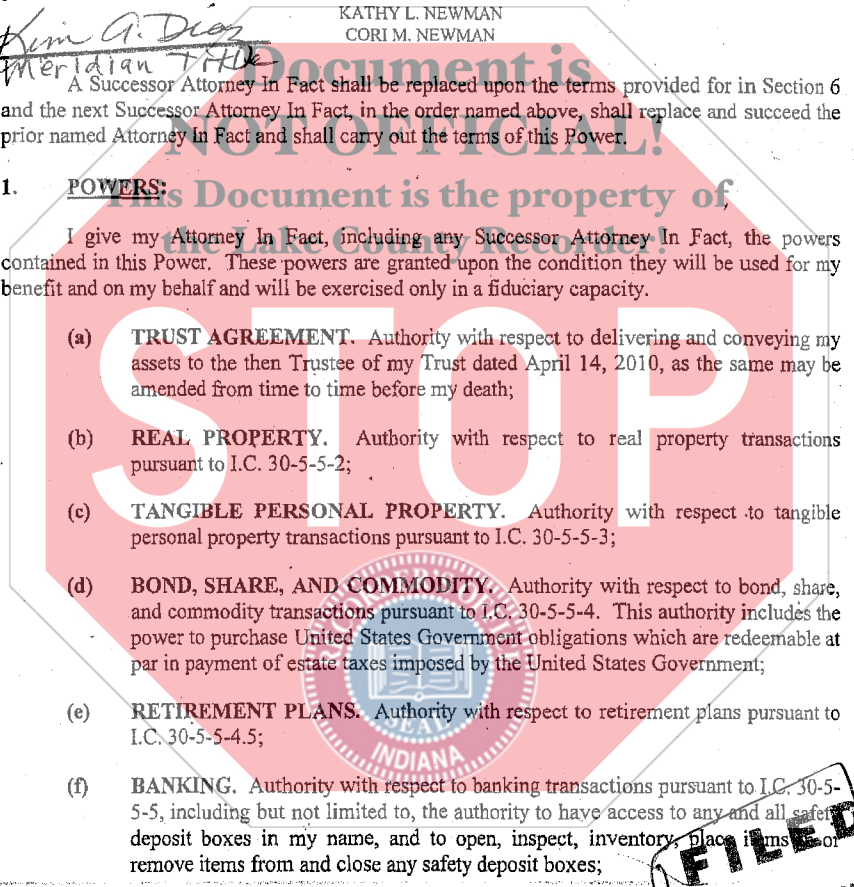 KATHY L. NEWMAN
CORI M. NEWMAN
Kim A. Diaz
Meridian Title
Document is
NOT OFFICIAL!
This Document is the property of
the Lake County Recorder!
A Successor Attorney In Fact shall be replaced upon the terms provided for in Section 6
and the next Successor Attorney In Fact, in the order named above, shall replace and succeed the
prior named Attorney In Fact and shall carry out the terms of this Power.
1. POWERS:
I give my Attorney In Fact, including any Successor Attorney In Fact, the powers
contained in this Power. These powers are granted upon the condition they will be used for my
benefit and on my behalf and will be exercised only in a fiduciary capacity.
STOP
(a) TRUST AGREEMENT. Authority with respect to delivering and conveying my
assets to the then Trustee of my Trust dated April 14, 2010, as the same may be
amended from time to time before my death;
(b) REAL PROPERTY. Authority with respect to real property transactions
pursuant to I.C. 30-5-5-2;
(c) TANGIBLE PERSONAL PROPERTY. Authority with respect to tangible
personal property transactions pursuant to I.C. 30-5-5-3;
(d) BOND, SHARE, AND COMMODITY. Authority with respect to bond, share,
and commodity transactions pursuant to I.C. 30-5-5-4. This authority includes the
power to purchase United States Government obligations which are redeemable at
par in payment of estate taxes imposed by the United States Government;
(e) RETIREMENT PLANS. Authority with respect to retirement plans pursuant to
I.C. 30-5-5-4.5;
SEAL
INDIANA
(f) BANKING. Authority with respect to banking transactions pursuant to I.C. 30-5-
5-5, including but not limited to, the authority to have access to any and all safety
deposit boxes in my name, and to open, inspect, inventory, place items or
remove items from and close any safety deposit boxes;
FILED